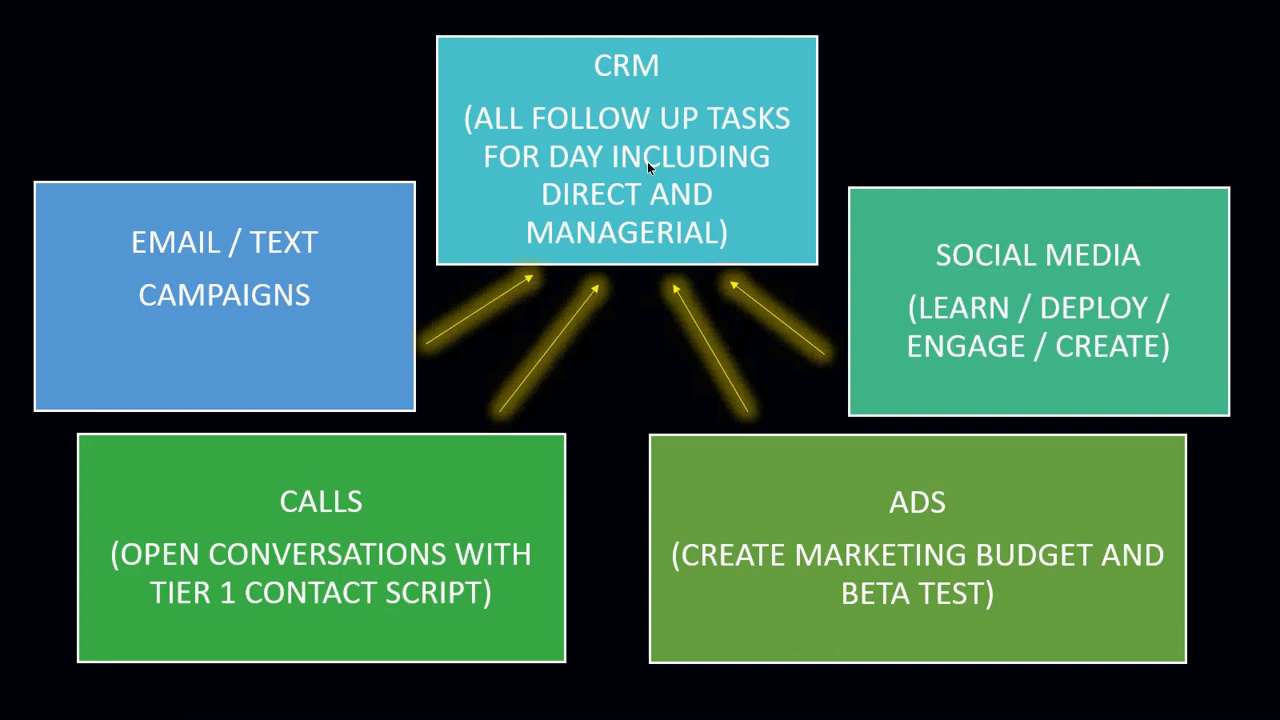 CRM
(ALL FOLLOW UP TASKS
FOR DAY INCLUDING
DIRECT AND
MANAGERIAL)
EMAIL / TEXT
CAMPAIGNS
SOCIAL MEDIA
(LEARN / DEPLOY /
ENGAGE / CREATE)
CALLS
(OPEN CONVERSATIONS WITH
TIER 1 CONTACT SCRIPT)
ADS
(CREATE MARKETING BUDGET AND
BETA TEST)